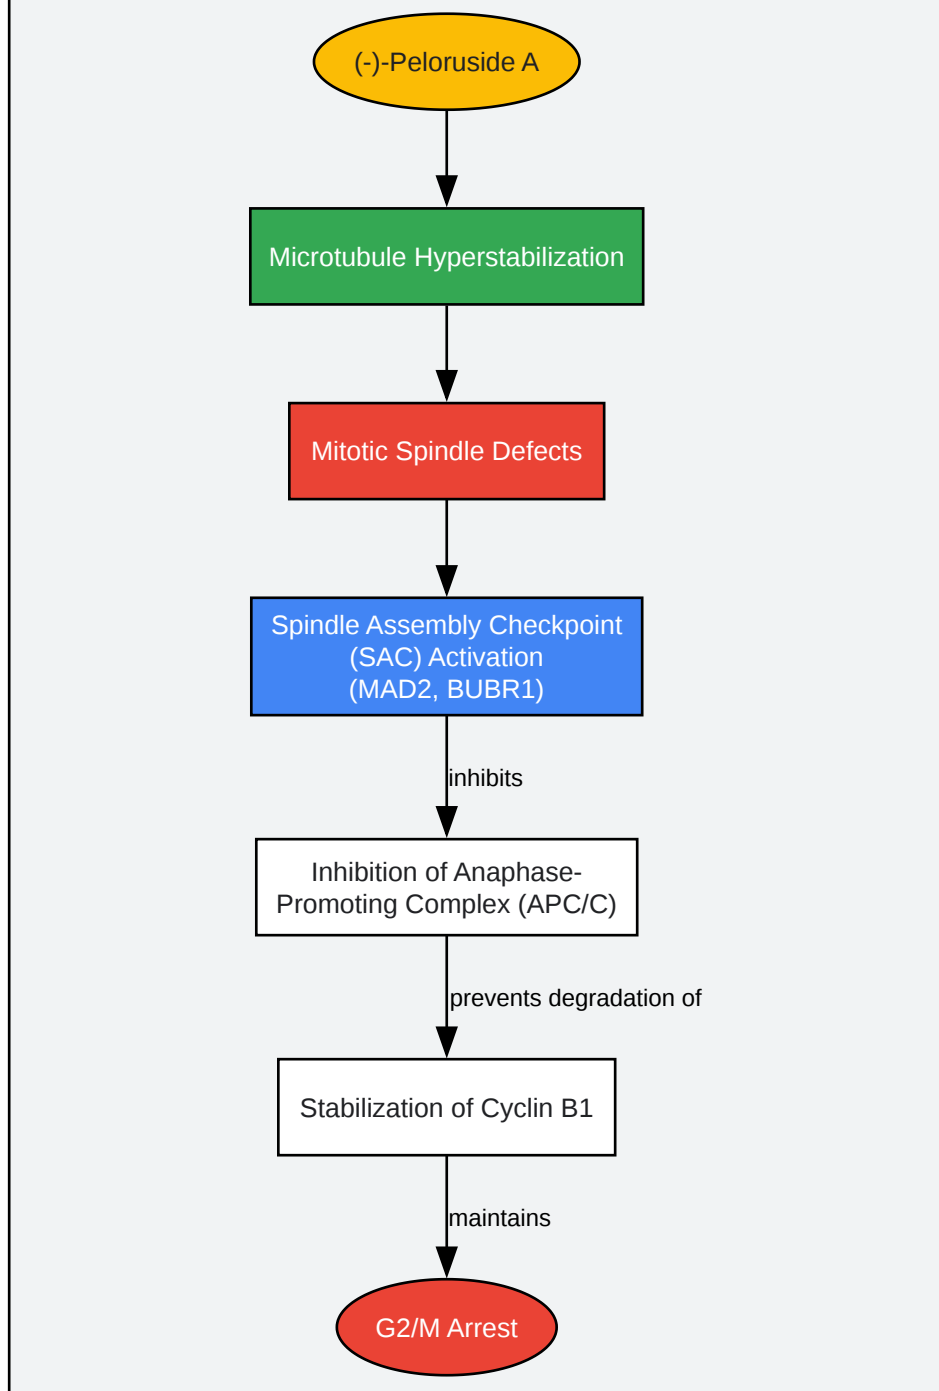 (-)-Peloruside A
Microtubule Hyperstabilization
Mitotic Spindle Defects
Spindle Assembly Checkpoint
(SAC) Activation
(MAD2, BUBR1)
inhibits
Inhibition of Anaphase-
Promoting Complex (APC/C)
prevents degradation of
Stabilization of Cyclin B1
maintains
G2/M Arrest